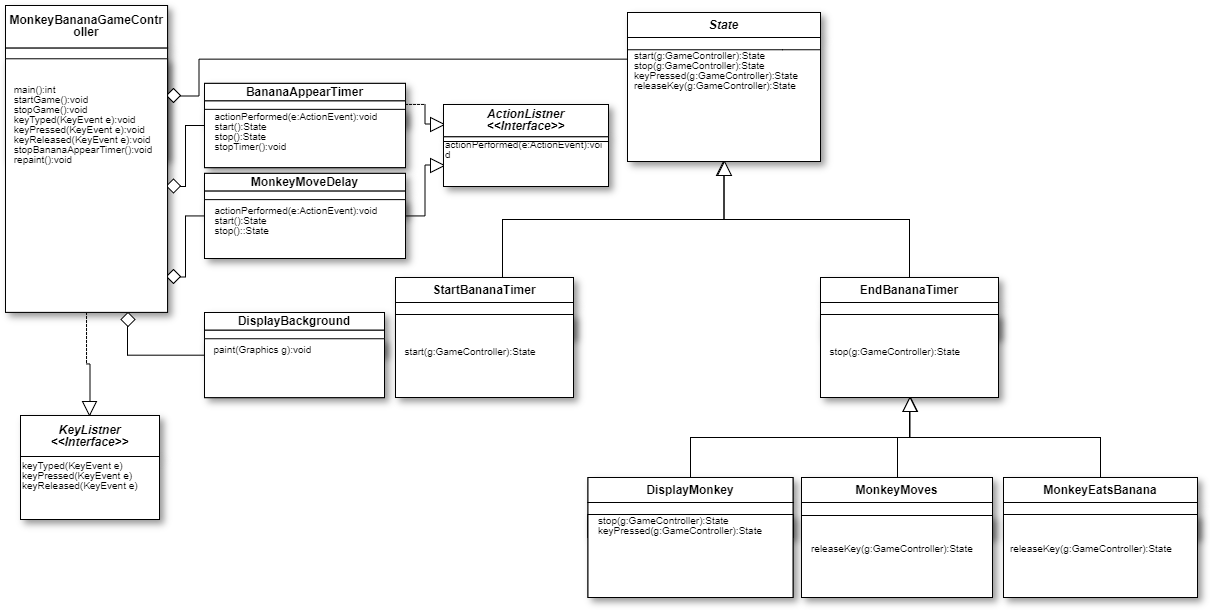 MonkeyBananaGameContr
oller
main():int
startGame():void
stopGame():void
keyTyped(KeyEvent e):void
keyPressed(KeyEvent e):void
keyReleased(KeyEvent e):void
stopBananaAppearTimer():void
repaint():void
BananaAppearTimer
actionPerformed(e:ActionEvent):void
start():State
stop():State
stopTimer():void
MonkeyMoveDelay
actionPerformed(e:ActionEvent):void
start():State
stop()::State
DisplayBackground
paint(Graphics g):void
KeyListner
<<Interface>>
keyTyped(KeyEvent e)
keyPressed(KeyEvent e)
keyReleased(KeyEvent e)
ActionListner
<<Interface>>
actionPerformed(e:ActionEvent):voi
d
State
start(g:GameController):State
stop(g:GameController):State
keyPressed(g:GameController):State
releaseKey(g:GameController):State
StartBananaTimer
start(g:GameController):State
EndBananaTimer
stop(g:GameController):State
DisplayMonkey
stop(g:GameController):State
keyPressed(g:GameController):State
MonkeyMoves
releaseKey(g:GameController):State
MonkeyEatsBanana
releaseKey(g:GameController):State